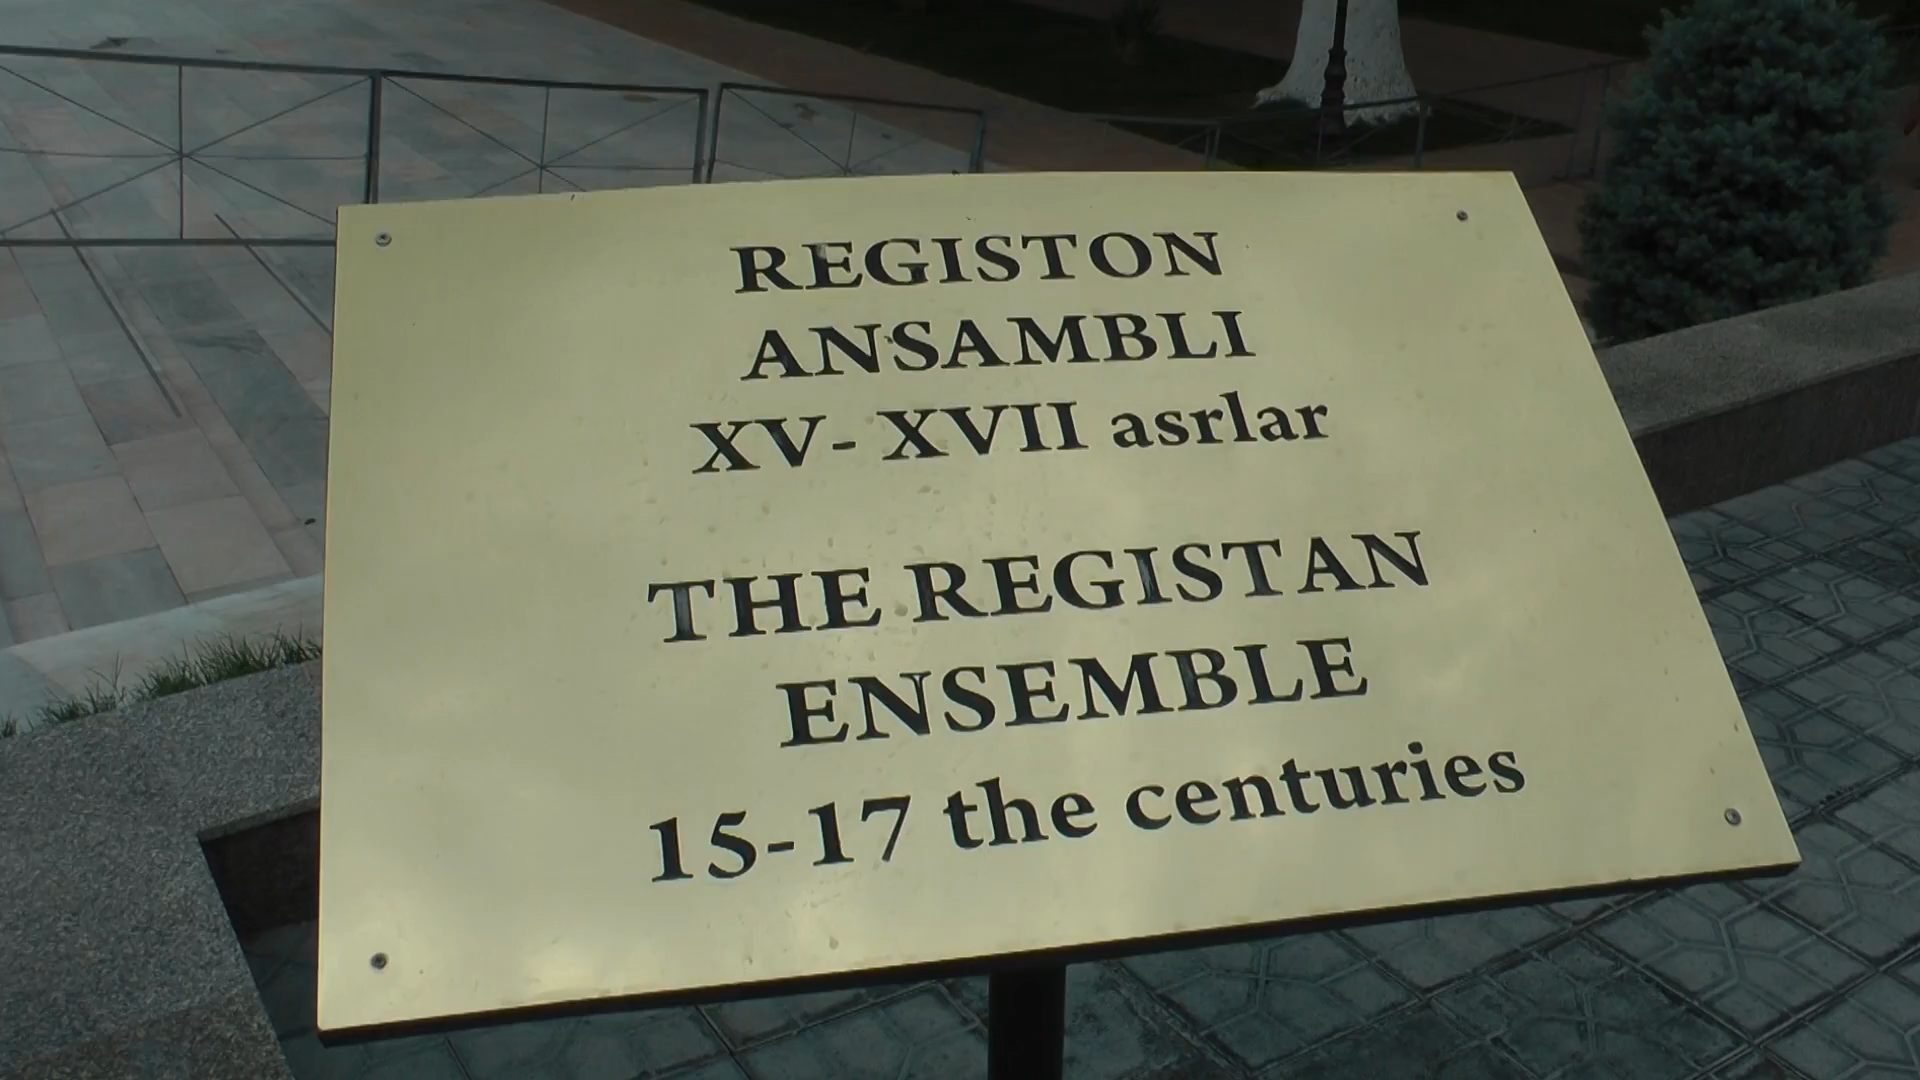 REGISTON
ANSAMBLI
XV- XVII asrlar
THE REGISTAN
ENSEMBLE
15-17 the centuries